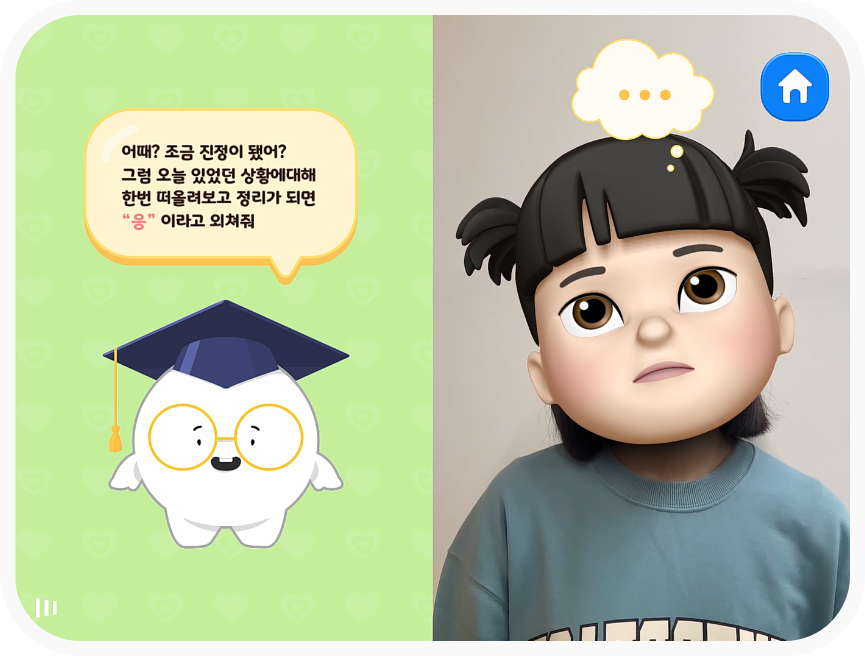 어때? 조금 진정이 됐어?
그럼 오늘 있었던 상황에대해
한번 떠올려보고 정리가 되면
“응” 이라고 외쳐줘